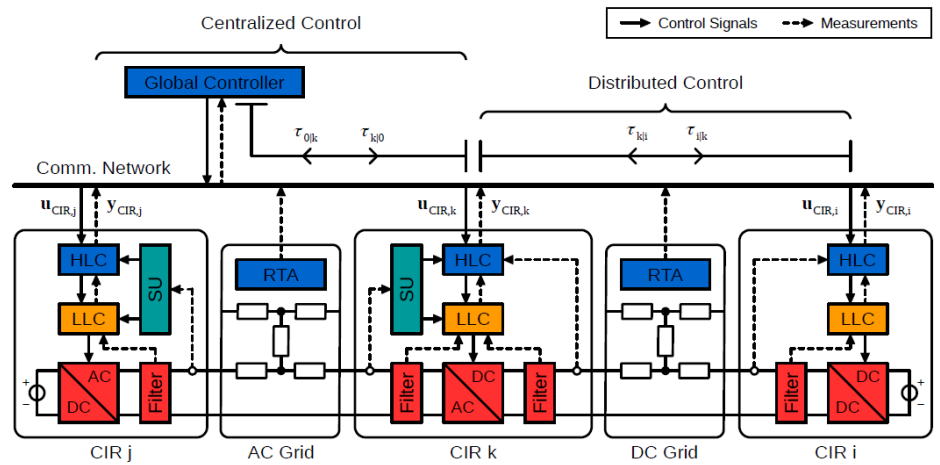 Centralized Control
Control Signals
Measurements
Global Controller
Distributed Control
τ0|k
τk|0
τk|i
τi|k
Comm. Network
uCIR,j
yCIR,j
uCIR,k
yCIR,k
uCIR,i
yCIR,i
HLC
SU
LLC
RTA
SU
HLC
LLC
RTA
HLC
LLC
+
−
AC
DC
Filter
Filter
DC
AC
Filter
Filter
DC
DC
+
−
CIR j
AC Grid
CIR k
DC Grid
CIR i